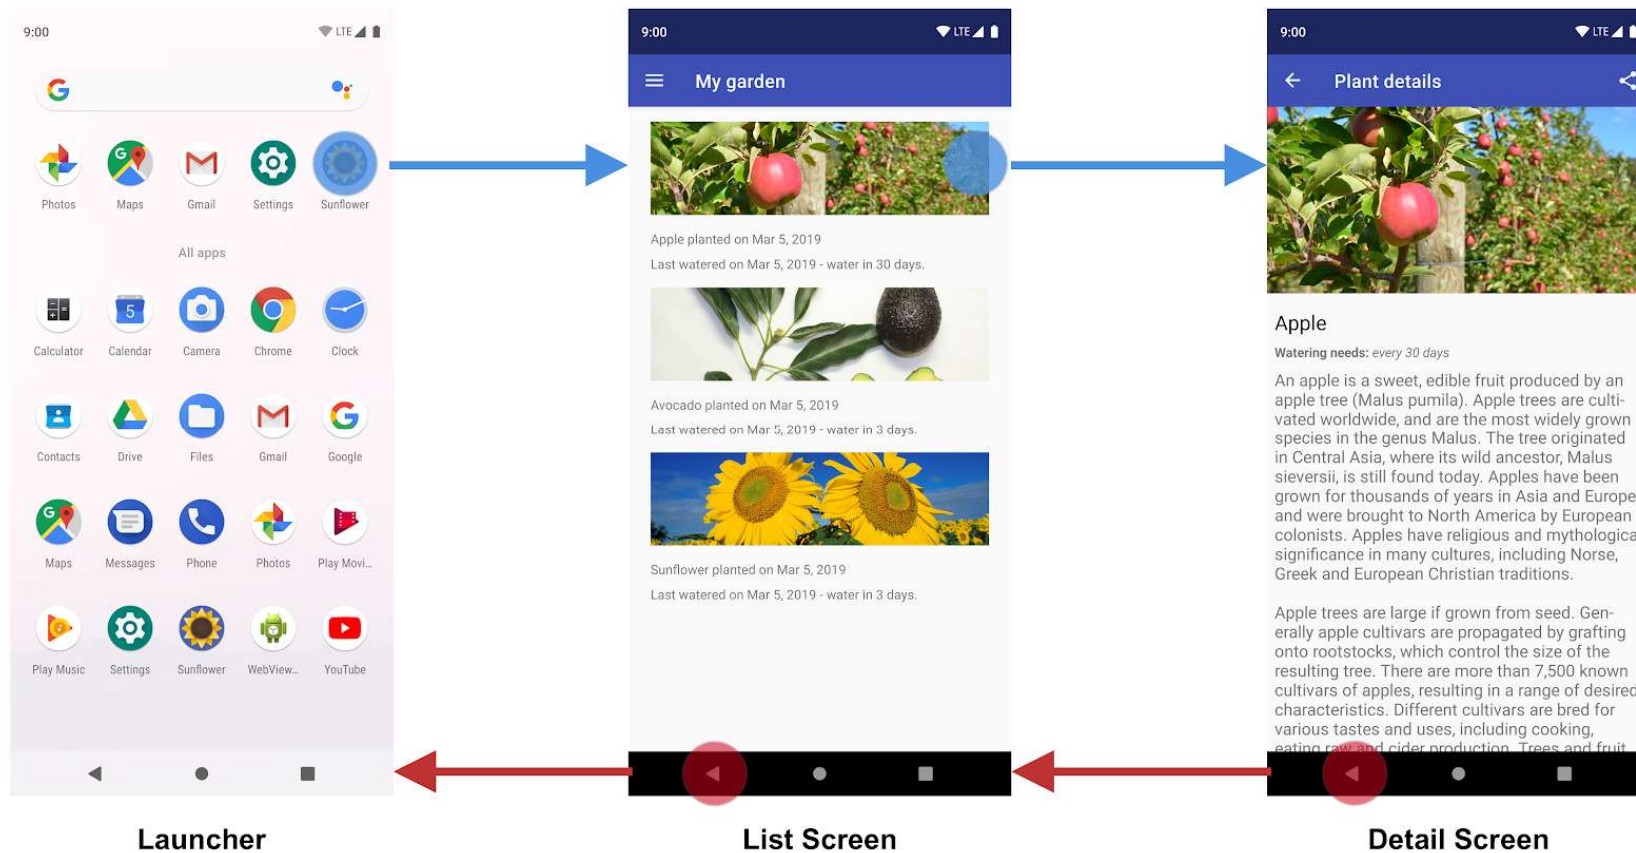 9:00
LTE
Photos
Maps
Gmail
Settings
Sunflower
All apps
5
Calculator
Calendar
Camera
Chrome
Clock
Contacts
Drive
Files
Gmail
Google
Maps
Messages
Phone
Photos
Play Movi...
Play Music
Settings
Sunflower
WebView...
YouTube
Launcher
9:00
LTE
My garden
Apple planted on Mar 5, 2019
Last watered on Mar 5, 2019 - water in 30 days.
Avocado planted on Mar 5, 2019
Last watered on Mar 5, 2019 - water in 3 days.
Sunflower planted on Mar 5, 2019
Last watered on Mar 5, 2019 - water in 3 days.
List Screen
9:00
LTE
Plant details
Apple
Watering needs: every 30 days
An apple is a sweet, edible fruit produced by an
apple tree (Malus pumila). Apple trees are culti-
vated worldwide, and are the most widely grown
species in the genus Malus. The tree originated
in Central Asia, where its wild ancestor, Malus
sieversii, is still found today. Apples have been
grown for thousands of years in Asia and Europe
and were brought to North America by European
colonists. Apples have religious and mythologica
significance in many cultures, including Norse,
Greek and European Christian traditions.
Apple trees are large if grown from seed. Gen-
erally apple cultivars are propagated by grafting
onto rootstocks, which control the size of the
resulting tree. There are more than 7,500 known
cultivars of apples, resulting in a range of desired
characteristics. Different cultivars are bred for
various tastes and uses, including cooking,
eating raw and cider production. Trees and fruit
Detail Screen